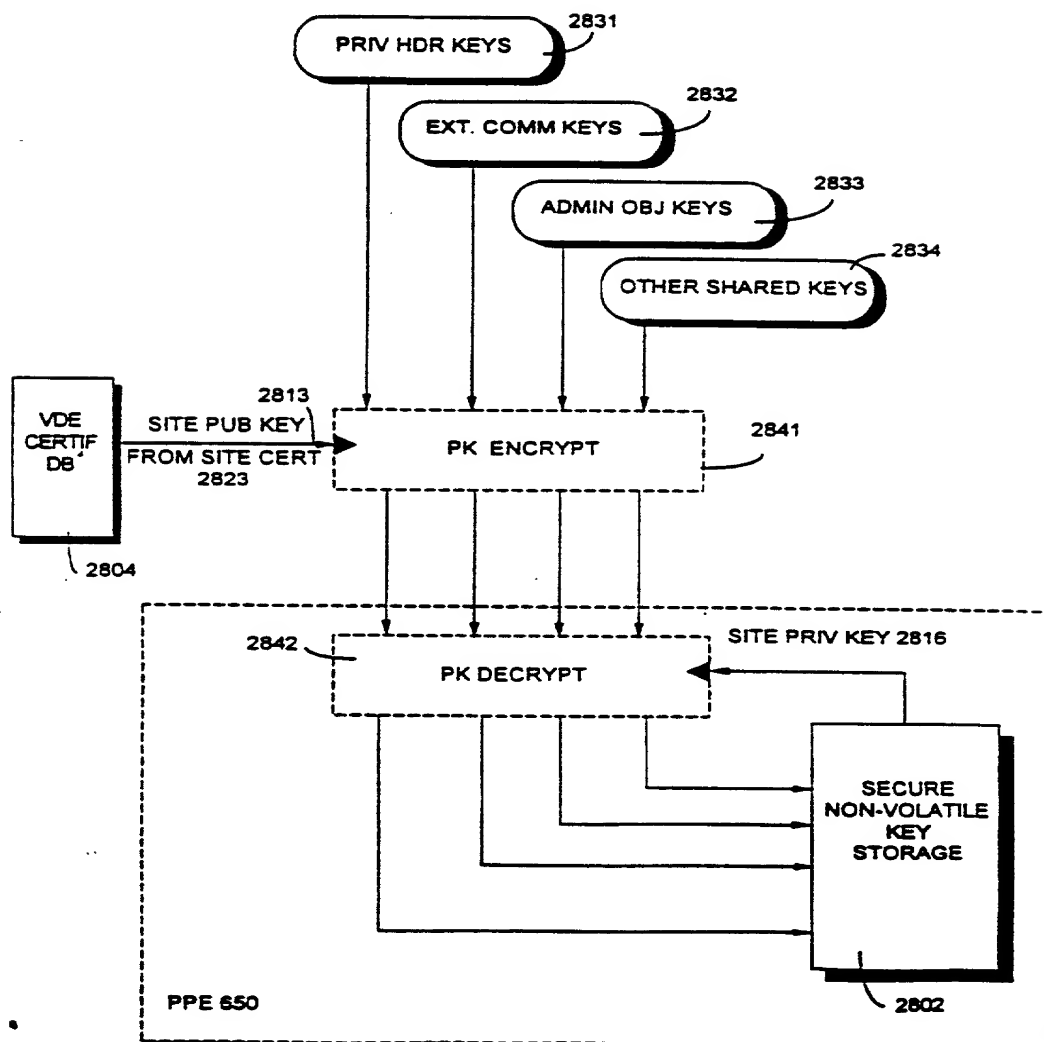 2831
PRIV HDR KEYS
2832
EXT. COMM KEYS
2833
ADMIN OBJ KEYS
2834
OTHER SHARED KEYS
VDE
CERTIF
DB
2813
SITE PUB KEY
FROM SITE CERT
2823
PK ENCRYPT
2841
2804
2842
PK DECRYPT
SITE PRIV KEY 2816
SECURE
NON-VOLATILE
KEY
STORAGE
PPE 650
2802